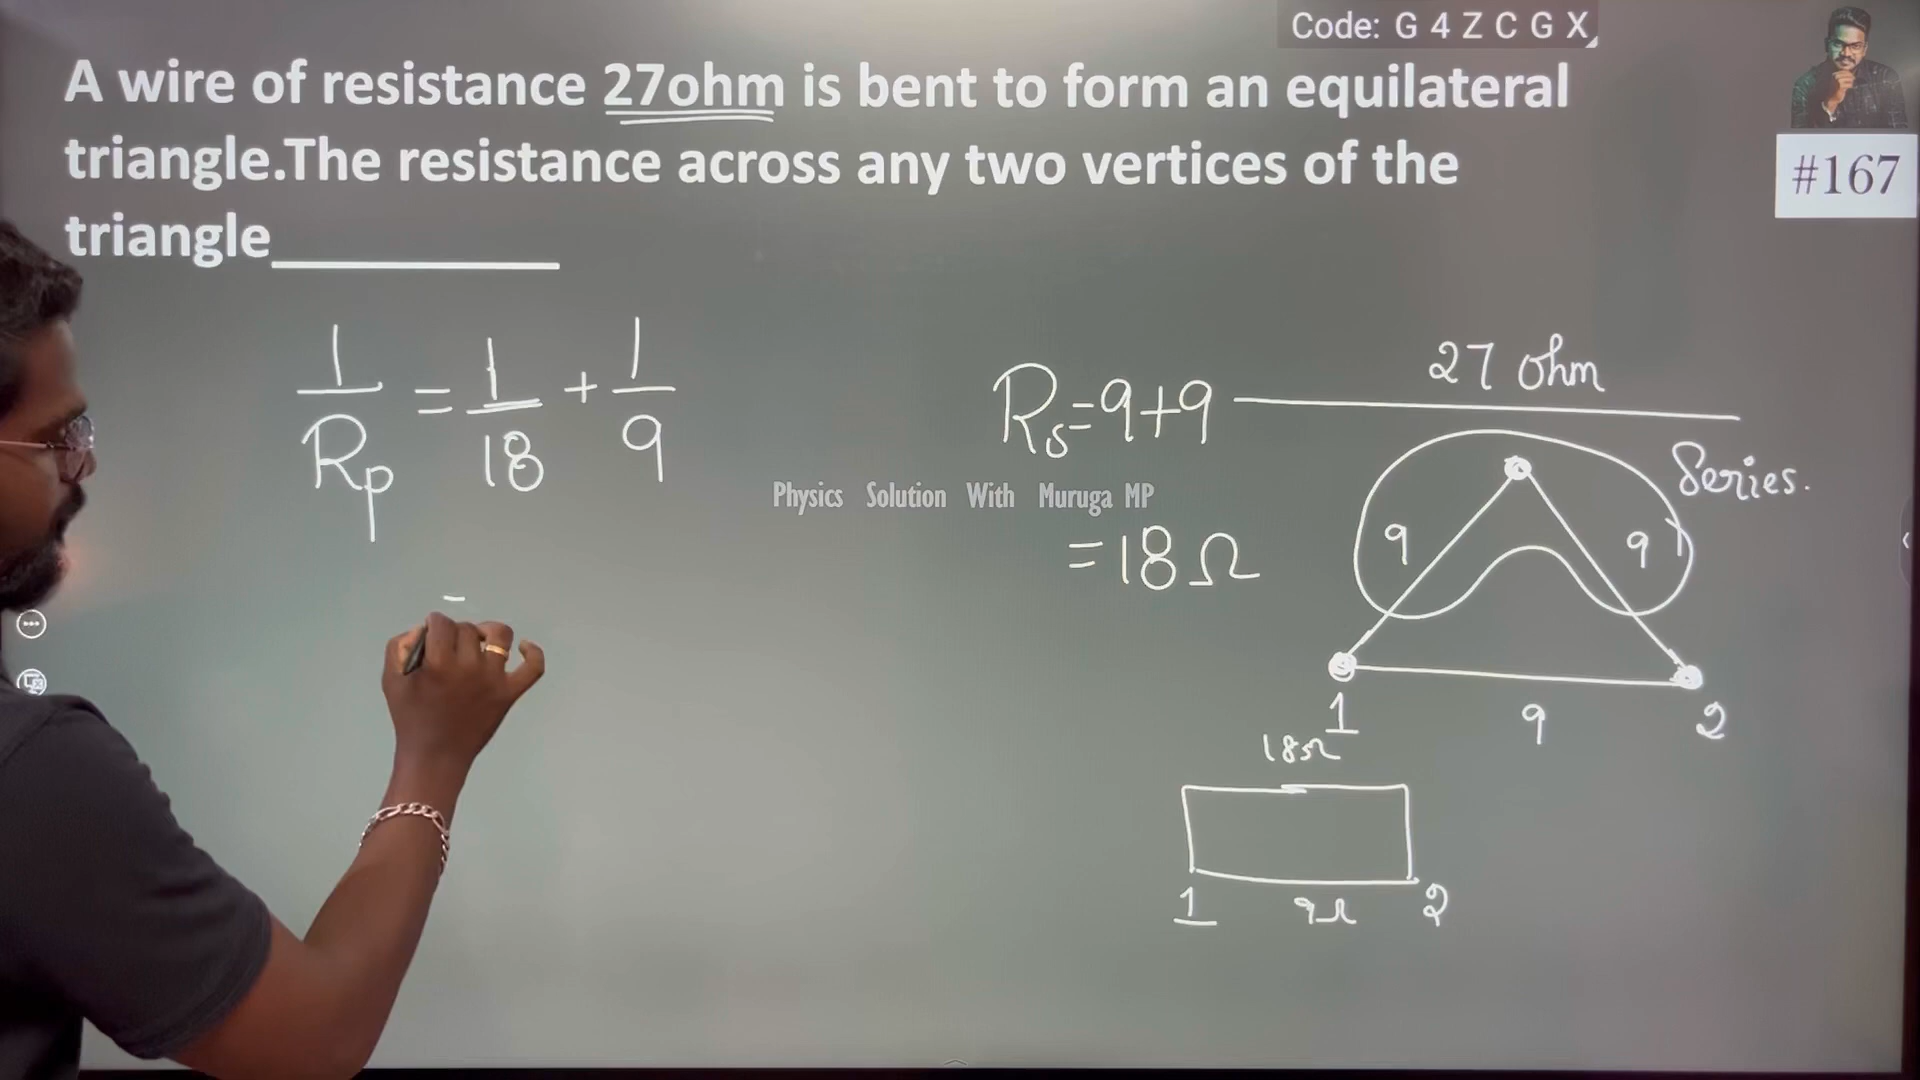 Code: G 4 Z C G X
A wire of resistance 27ohm is bent to form an equilateral
triangle.The resistance across any two vertices of the
triangle__________
#167
1/Rp = 1/18 + 1/9
Rs=9+9
=18Ω
27 ohm
Series.
9
9
1
9
2
Physics Solution With Muruga MP
18Ω
1
9Ω
2